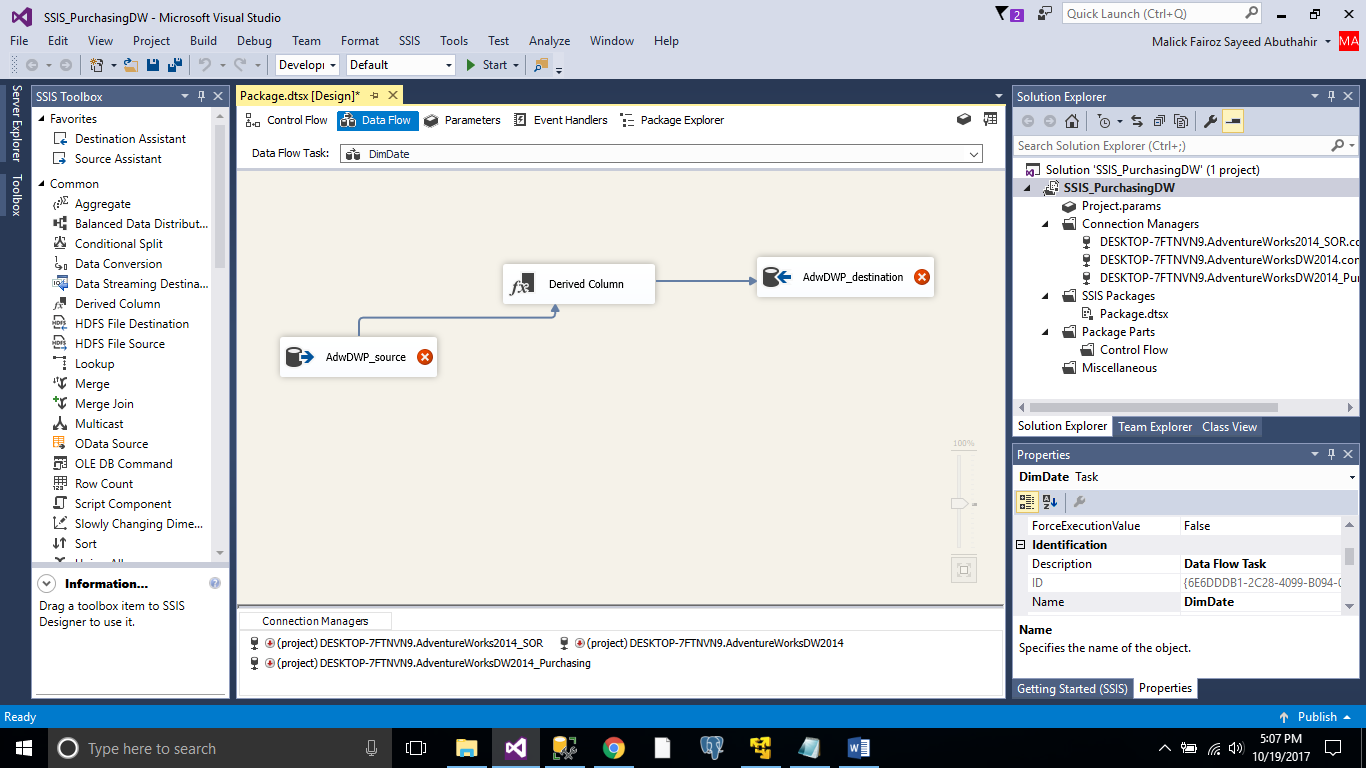 SSIS_PurchasingDW - Microsoft Visual Studio
2
Quick Launch (Ctrl+Q)
File Edit View Project Build Debug Team Format SSIS Tools Test Analyze Window Help
Malick Fairoz Sayeed Abuthahir
MA
Default
Start
Server Explorer
Toolbox
SSIS Toolbox
Favorites
Destination Assistant
Source Assistant
Common
Aggregate
Balanced Data Distribut...
Conditional Split
Data Conversion
Data Streaming Destina...
Derived Column
HDFS File Destination
HDFS File Source
Lookup
Merge
Merge Join
Multicast
OData Source
OLE DB Command
Row Count
Script Component
Slowly Changing Dime...
Sort
Information...
Drag a toolbox item to SSIS
Designer to use it.
Package.dtsx [Design]*
Control Flow Data Flow Parameters Event Handlers Package Explorer
Data Flow Task: DimDate
Derived Column
AdwDWP_destination
AdwDWP_source
100%
Connection Managers
(project) DESKTOP-7FTNVN9.AdventureWorks2014_SOR
(project) DESKTOP-7FTNVN9.AdventureWorksDW2014
(project) DESKTOP-7FTNVN9.AdventureWorksDW2014_Purchasing
Solution Explorer
Search Solution Explorer (Ctrl+;)
Solution 'SSIS_PurchasingDW' (1 project)
SSIS_PurchasingDW
Project.params
Connection Managers
DESKTOP-7FTNVN9.AdventureWorks2014_SOR.co
DESKTOP-7FTNVN9.AdventureWorksDW2014.con
DESKTOP-7FTNVN9.AdventureWorksDW2014_Pu
SSIS Packages
Package.dtsx
Package Parts
Control Flow
Miscellaneous
Solution Explorer Team Explorer Class View
Properties
DimDate Task
ForceExecutionValue False
Identification
Description Data Flow Task
ID {6E6DDDB1-2C28-4099-B094-
Name DimDate
Name
Specifies the name of the object.
Getting Started (SSIS) Properties
Ready
Publish
Type here to search
5:07 PM
10/19/2017